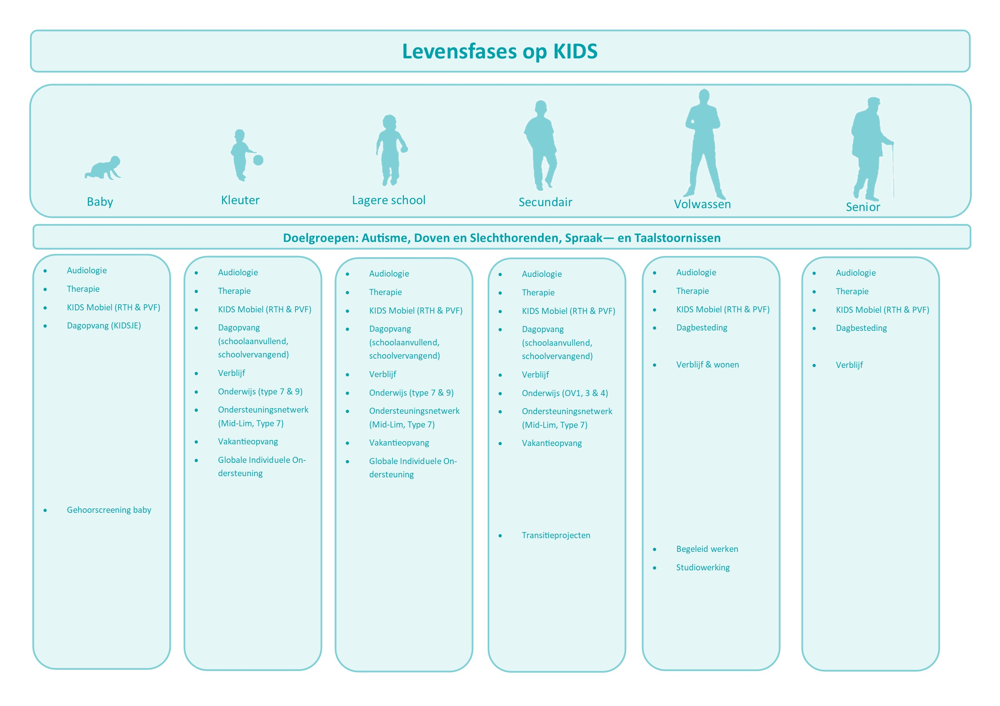 Levensfases op KIDS
Baby
Kleuter
Lagere school
Secundair
Volwassen
Senior
Doelgroepen: Autisme, Doven en Slechthorenden, Spraak— en Taalstoornissen
• Audiologie
• Therapie
• KIDS Mobiel (RTH & PVF)
• Dagopvang (KIDSJE)
• Gehoorscreening baby
• Audiologie
• Therapie
• KIDS Mobiel (RTH & PVF)
• Dagopvang
(schoolaanvullend,
schoolvervangend)
• Verblijf
• Onderwijs (type 7 & 9)
• Ondersteuningsnetwerk
(Mid-Lim, Type 7)
• Vakantieopvang
• Globale Individuele On-
dersteuning
• Audiologie
• Therapie
• KIDS Mobiel (RTH & PVF)
• Dagopvang
(schoolaanvullend,
schoolvervangend)
• Verblijf
• Onderwijs (type 7 & 9)
• Ondersteuningsnetwerk
(Mid-Lim, Type 7)
• Vakantieopvang
• Globale Individuele On-
dersteuning
• Audiologie
• Therapie
• KIDS Mobiel (RTH & PVF)
• Dagopvang
(schoolaanvullend,
schoolvervangend)
• Verblijf
• Onderwijs (OV1, 3 & 4)
• Ondersteuningsnetwerk
(Mid-Lim, Type 7)
• Vakantieopvang
• Transitieprojecten
• Audiologie
• Therapie
• KIDS Mobiel (RTH & PVF)
• Dagbesteding
• Verblijf & wonen
• Begeleid werken
• Studiowerking
• Audiologie
• Therapie
• KIDS Mobiel (RTH & PVF)
• Dagbesteding
• Verblijf